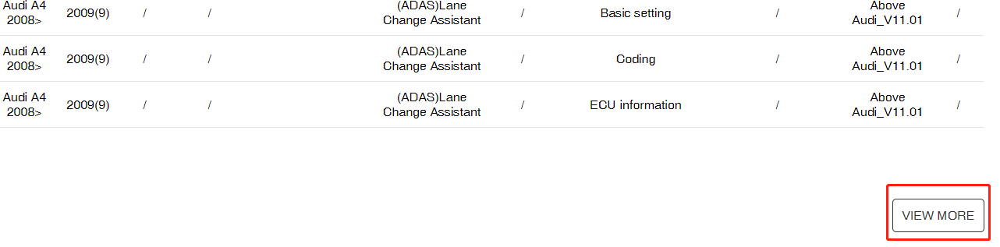 Audi A4 2009(9) / / (ADAS)Lane / Basic setting / Above /
2008> Change Assistant Audi_V11.01
Audi A4 2009(9) / / (ADAS)Lane / Coding / Above /
2008> Change Assistant Audi_V11.01
Audi A4 2009(9) / / (ADAS)Lane / ECU information / Above /
2008> Change Assistant Audi_V11.01
VIEW MORE